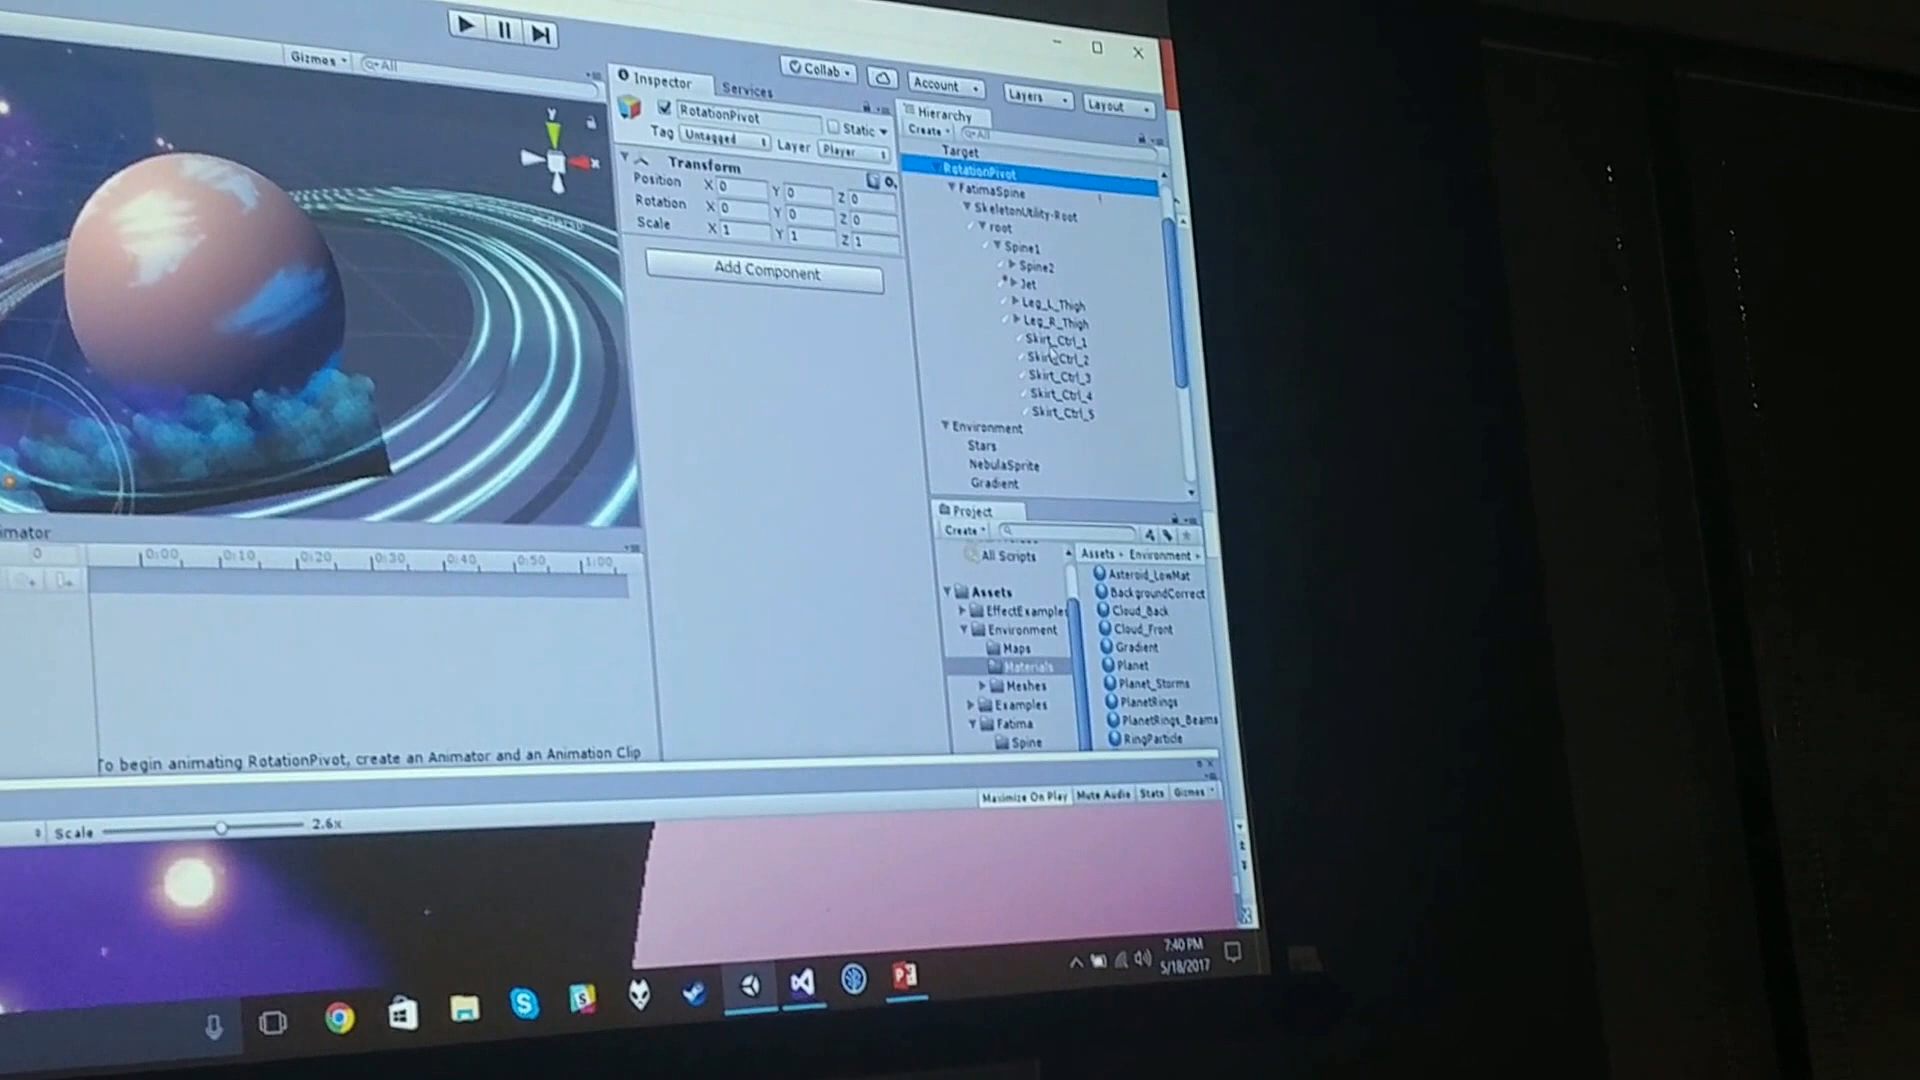 Collab
Account
Layers
Layout
Gizmos
All
Inspector
Services
RotationPivot
Static
Tag Untagged Layer Player
Transform
Position X 0 Y 0 Z 0
Rotation X 0 Y 0 Z 0
Scale X 1 Y 1 Z 1
Add Component
Hierarchy
Create All
Target
RotationPivot
FatimaSpine
SkeletonUtility-Root
root
Spine1
Spine2
Jet
Leg_L_Thigh
Leg_R_Thigh
Skirt_Ctrl_1
Skirt_Ctrl_2
Skirt_Ctrl_3
Skirt_Ctrl_4
Skirt_Ctrl_5
Environment
Stars
NebulaSprite
Gradient
Y
x
Persp
Project
Create
All Scripts
Assets
EffectExamples
Environment
Maps
Materials
Meshes
Examples
Fatima
Spine
Assets Environment
Asteroid_LowMat
BackgroundCorrect
Cloud_Back
Cloud_Front
Gradient
Planet
Planet_Storms
PlanetRings
PlanetRings_Beams
RingParticle
imator
0
0:00 0:10 0:20 0:30 0:40 0:50 1:00
To begin animating RotationPivot, create an Animator and an Animation Clip
Maximize On Play Mute Audio Stats Gizmos
Scale 2.6x
7:40 PM
5/18/2017